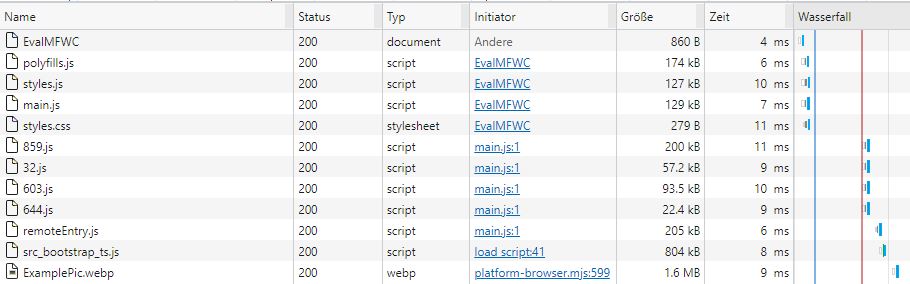 Name Status Typ Initiator Größe Zeit Wasserfall
EvalMFWC 200 document Andere 860 B 4 ms
polyfills.js 200 script EvalMFWC 174 kB 6 ms
styles.js 200 script EvalMFWC 127 kB 10 ms
main.js 200 script EvalMFWC 129 kB 7 ms
styles.css 200 stylesheet EvalMFWC 279 B 11 ms
859.js 200 script main.js:1 200 kB 11 ms
32.js 200 script main.js:1 57.2 kB 9 ms
603.js 200 script main.js:1 93.5 kB 10 ms
644.js 200 script main.js:1 22.4 kB 9 ms
remoteEntry.js 200 script main.js:1 205 kB 6 ms
src_bootstrap_ts.js 200 script load script:41 804 kB 8 ms
ExamplePic.webp 200 webp platform-browser.mjs:599 1.6 MB 9 ms